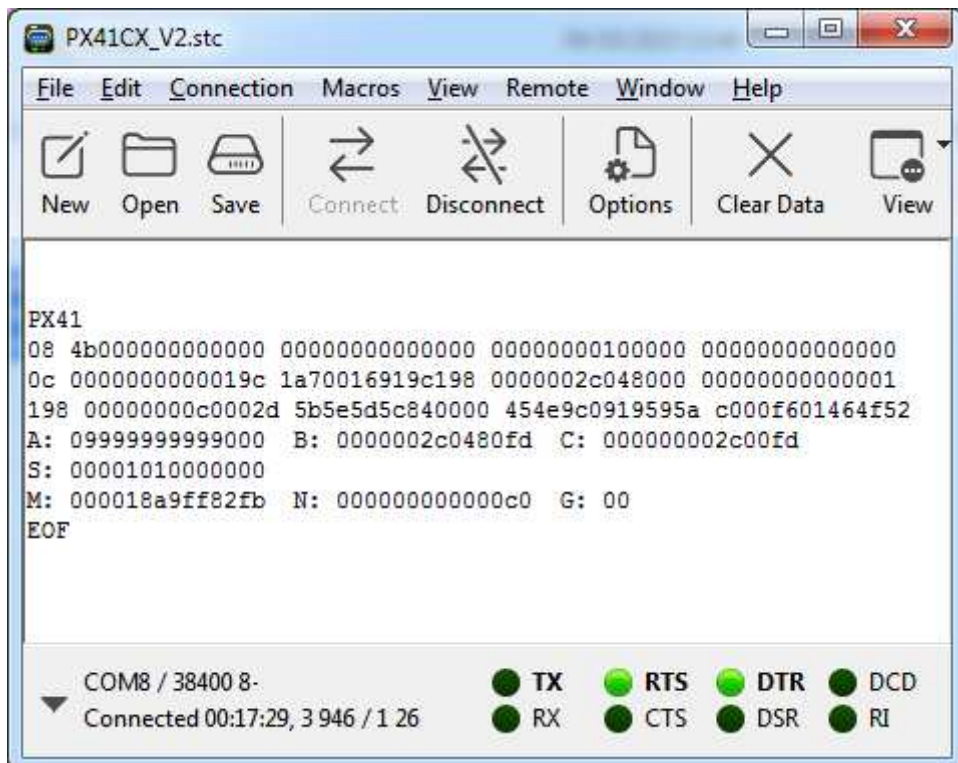 PX41CX_V2.stc
File Edit Connection Macros View Remote Window Help
New Open Save Connect Disconnect Options Clear Data View
PX41
08 4b000000000000 00000000000000 00000000100000 00000000000000
0c 0000000000019c 1a70016919c198 0000002c048000 00000000000001
198 00000000c0002d 5b5e5d5c840000 454e9c0919595a c000f601464f52
A: 09999999999000 B: 0000002c0480fd C: 000000002c00fd
S: 00001010000000
M: 000018a9ff82fb N: 000000000000c0 G: 00
EOF
COM8 / 38400 8- TX RTS DTR DCD
Connected 00:17:29, 3 946 / 1 26 RX CTS DSR RI